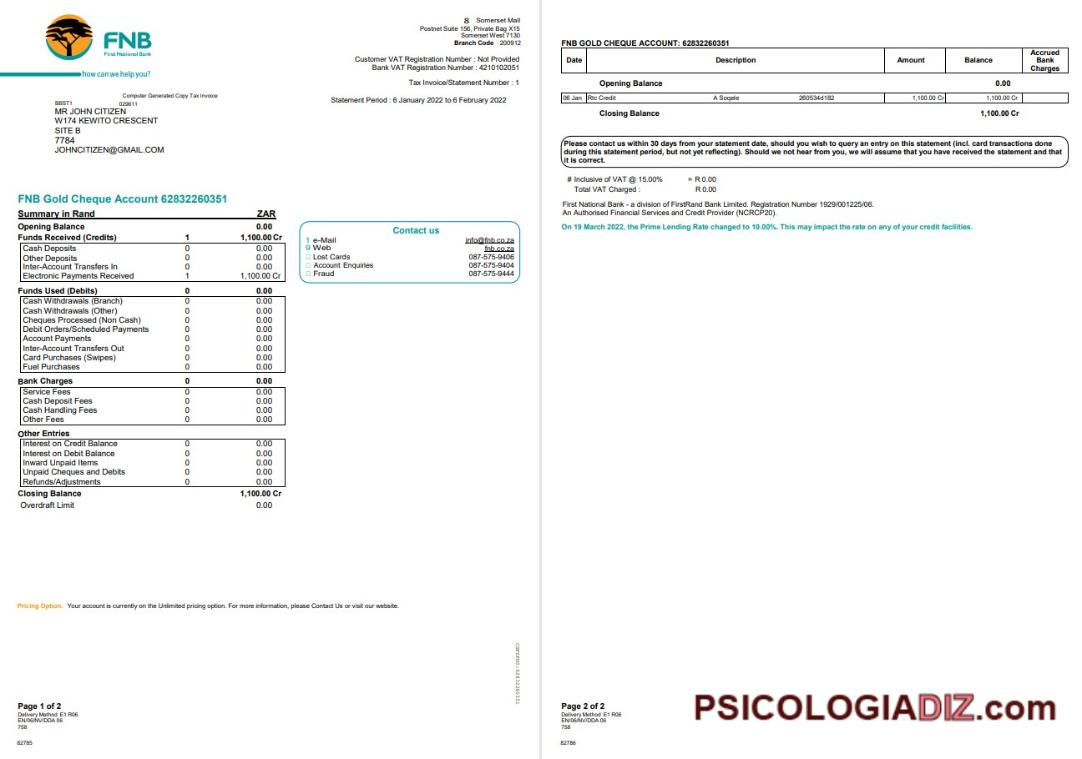 FNB
First National Bank
how can we help you?
8 Somerset Mall
Postnet Suite 156, Private Bag X15
Somerset West 7130
Branch Code 200912
Customer VAT Registration Number : Not Provided
Bank VAT Registration Number : 4210102051
Tax Invoice/Statement Number : 1
Statement Period : 6 January 2022 to 6 February 2022
Computer Generated Copy Tax Invoice
BBST1 029611
MR JOHN CITIZEN
W174 KEWITO CRESCENT
SITE B
7784
JOHNCITIZEN@GMAIL.COM
FNB Gold Cheque Account 62832260351
Summary in Rand ZAR
Opening Balance 0.00
Funds Received (Credits) 1 1,100.00 Cr
Cash Deposits 0 0.00
Other Deposits 0 0.00
Inter-Account Transfers In 0 0.00
Electronic Payments Received 1 1,100.00 Cr
Funds Used (Debits) 0 0.00
Cash Withdrawals (Branch) 0 0.00
Cash Withdrawals (Other) 0 0.00
Cheques Processed (Non Cash) 0 0.00
Debit Orders/Scheduled Payments 0 0.00
Account Payments 0 0.00
Inter-Account Transfers Out 0 0.00
Card Purchases (Swipes) 0 0.00
Fuel Purchases 0 0.00
Bank Charges 0 0.00
Service Fees 0 0.00
Cash Deposit Fees 0 0.00
Cash Handling Fees 0 0.00
Other Fees 0 0.00
Other Entries
Interest on Credit Balance 0 0.00
Interest on Debit Balance 0 0.00
Inward Unpaid Items 0 0.00
Unpaid Cheques and Debits 0 0.00
Refunds/Adjustments 0 0.00
Closing Balance 1,100.00 Cr
Overdraft Limit 0.00
Contact us
1 e-Mail info@fnb.co.za
9 Web fnb.co.za
Lost Cards 087-575-9406
Account Enquiries 087-575-9404
Fraud 087-575-9444
Pricing Option: Your account is currently on the Unlimited pricing option. For more information, please Contact Us or visit our website.
Page 1 of 2
Delivery Method E1 R06
EN/06/NV/DDA 06
758
82785
FNB GOLD CHEQUE ACCOUNT: 62832260351
Date Description Amount Balance Accrued
Bank
Charges
Opening Balance 0.00
06 Jan Rtc Credit A Soqele 260534d182 1,100.00 Cr 1,100.00 Cr
Closing Balance 1,100.00 Cr
Please contact us within 30 days from your statement date, should you wish to query an entry on this statement (incl. card transactions done
during this statement period, but not yet reflecting). Should we not hear from you, we will assume that you have received the statement and that
it is correct.
# Inclusive of VAT @ 15.00% = R 0.00
Total VAT Charged : R 0.00
First National Bank - a division of FirstRand Bank Limited. Registration Number 1929/001225/06.
An Authorised Financial Services and Credit Provider (NCRCP20).
On 19 March 2022, the Prime Lending Rate changed to 10.00%. This may impact the rate on any of your credit facilities.
Page 2 of 2
Delivery Method E1 R06
EN/06/NV/DDA 06
758
82786
PSICOLOGIADIZ.com